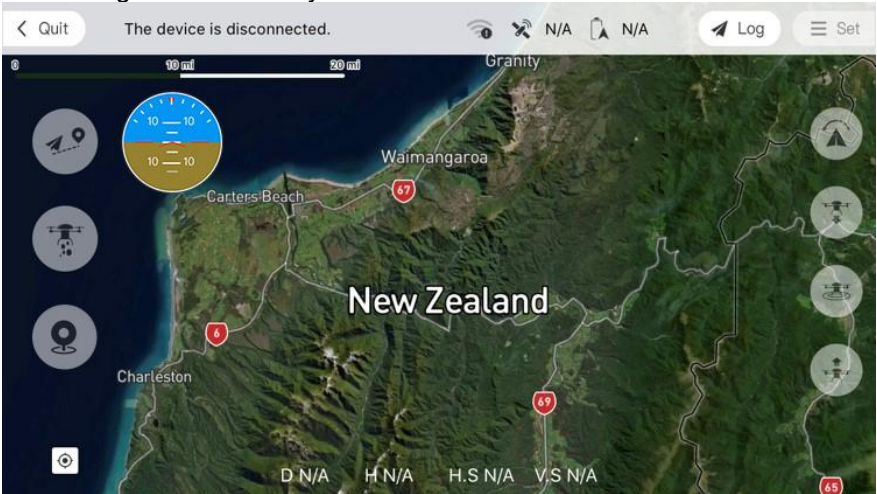 Quit
The device is disconnected.
N/A
N/A
Log
Set
0
10 mi
20 mi
Granity
10 10
10 10
Waimangaroa
67
Carters Beach
New Zealand
6
Charleston
69
D N/A
H N/A
H.S N/A
V.S N/A
65